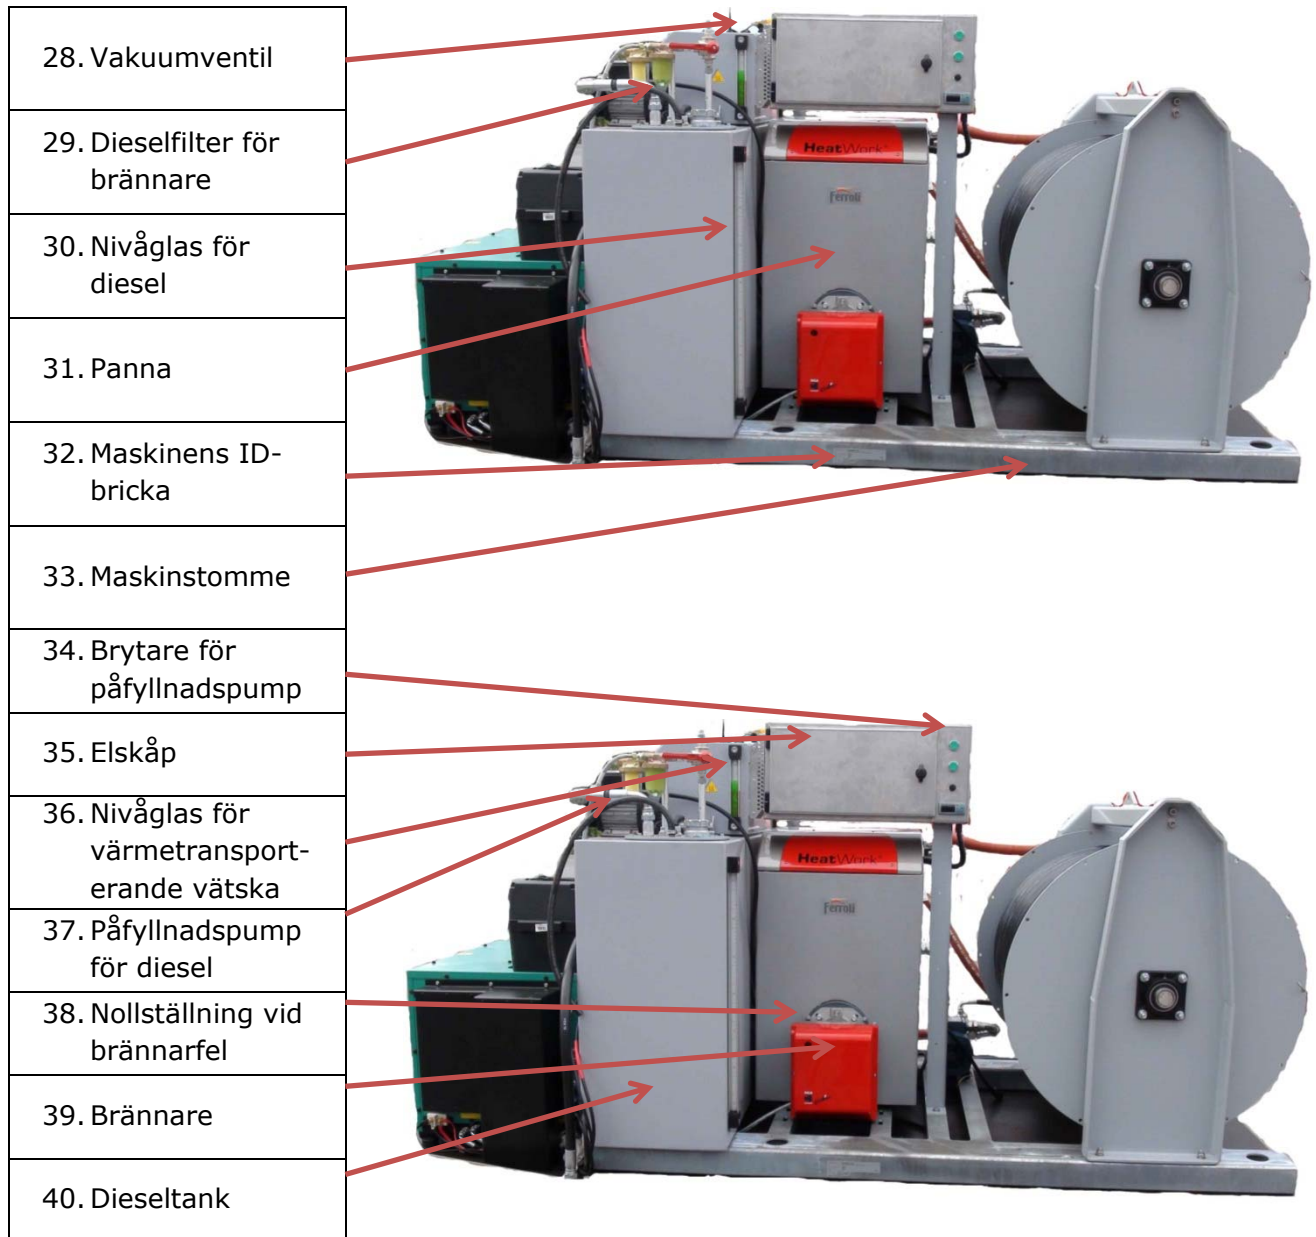 28. Vakuumventil
29. Dieselfilter för
brännare
30. Nivåglas för
diesel
31. Panna
32. Maskinens ID-
bricka
33. Maskinstomme
34. Brytare för
påfyllnadspump
35. Elskåp
36. Nivåglas för
värmetransport-
erande vätska
37. Påfyllnadspump
för diesel
38. Nollställning vid
brännarfel
39. Brännare
40. Dieseltank
HeatWork
Ferroli
HeatWork
Ferroli